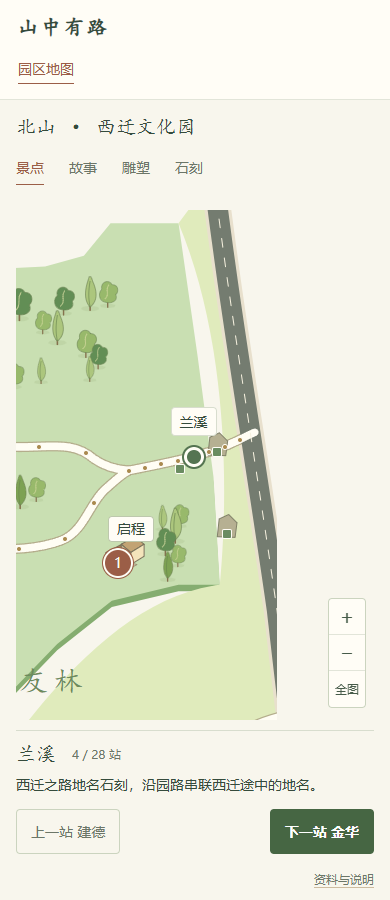 山中有路
园区地图
北山 • 西迁文化园
景点 故事 雕塑 石刻
兰溪
启程
1
友林
+
−
全图
兰溪 4 / 28 站
西迁之路地名石刻，沿园路串联西迁途中的地名。
上一站 建德 下一站 金华
资料与说明